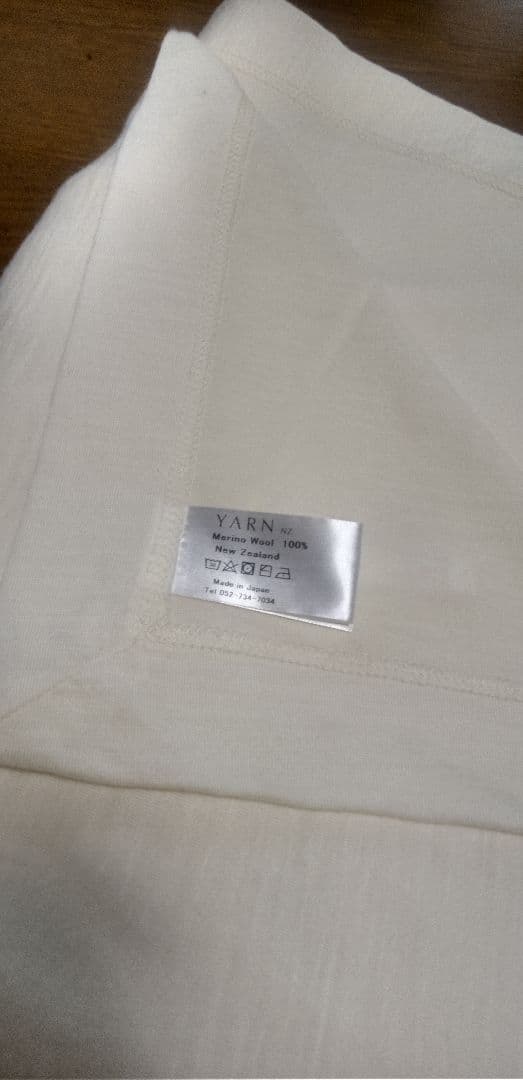 YARN NZ
Merino Wool 100%
New Zealand
Made in Japan
Tel 052-734-7034